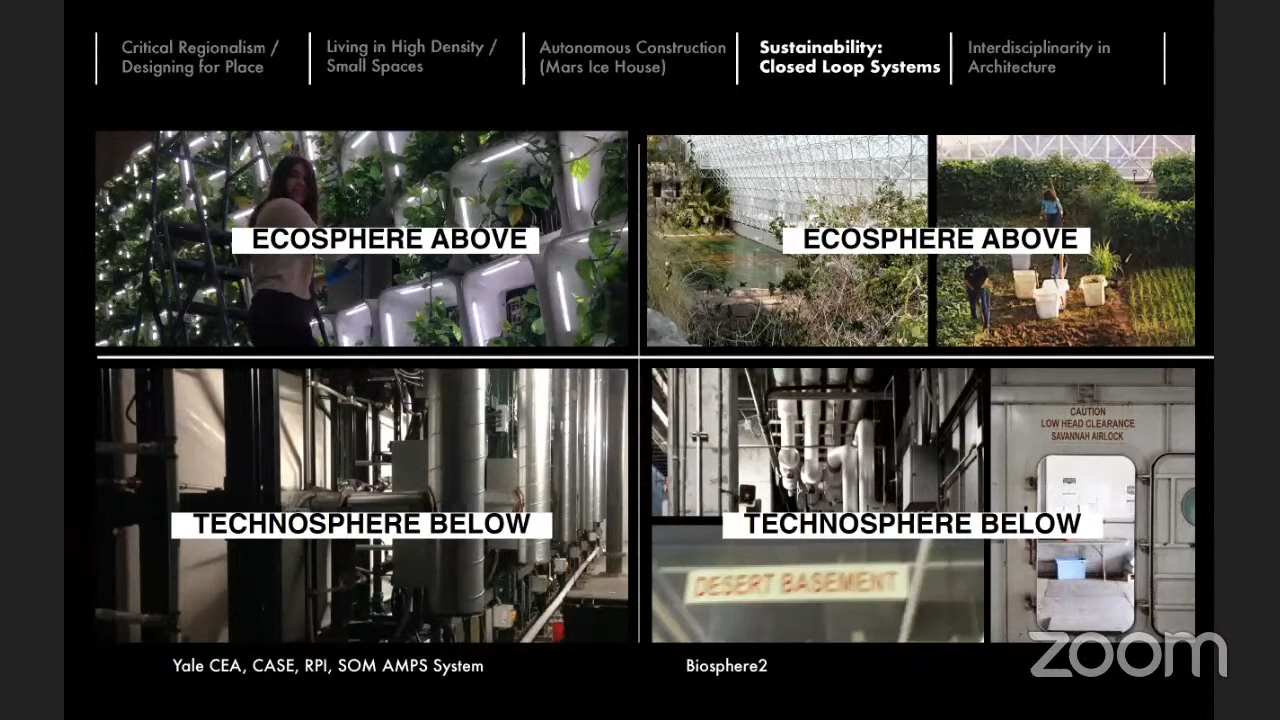 Critical Regionalism /
Designing for Place
Living in High Density /
Small Spaces
Autonomous Construction
(Mars Ice House)
Sustainability:
Closed Loop Systems
Interdisciplinarity in
Architecture
ECOSPHERE ABOVE
ECOSPHERE ABOVE
CAUTION
LOW HEAD CLEARANCE
SAVANNAH AIRLOCK
TECHNOSPHERE BELOW
TECHNOSPHERE BELOW
DESERT BASEMENT
Yale CEA, CASE, RPI, SOM AMPS System
Biosphere2
zoom